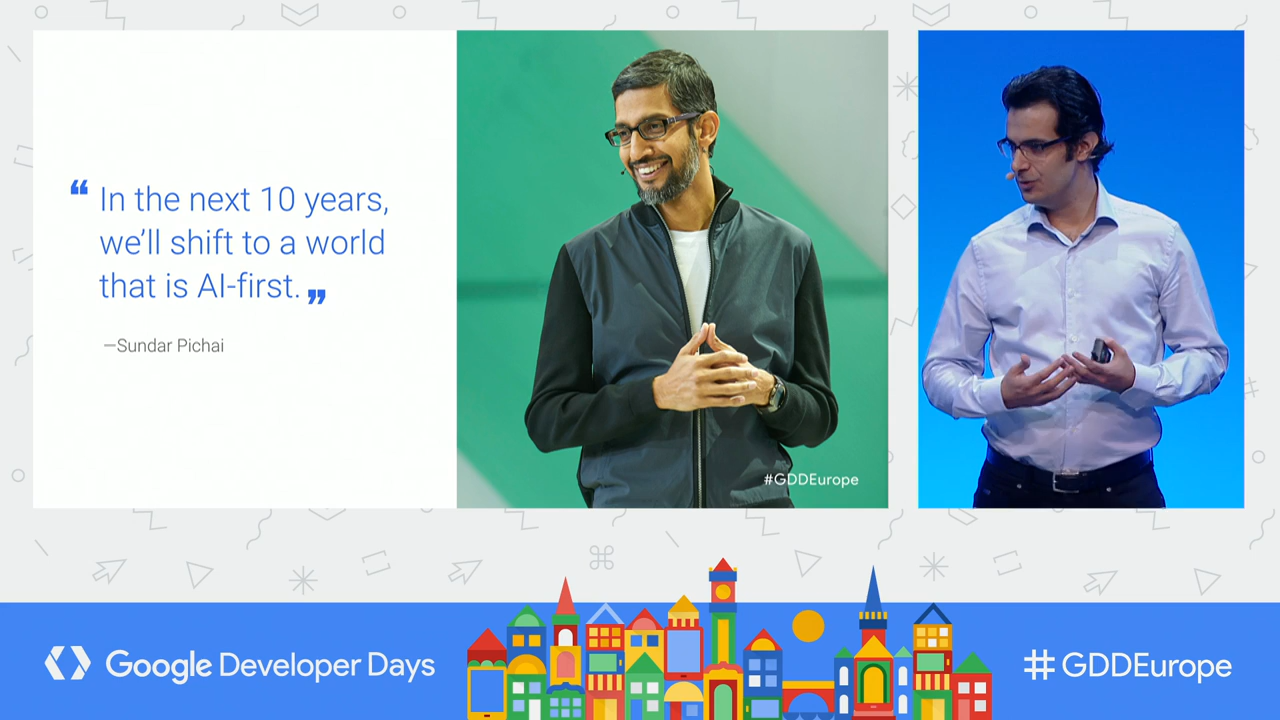 “ In the next 10 years,
we’ll shift to a world
that is AI-first. ”
—Sundar Pichai
#GDDEurope
Google Developer Days
#GDDEurope